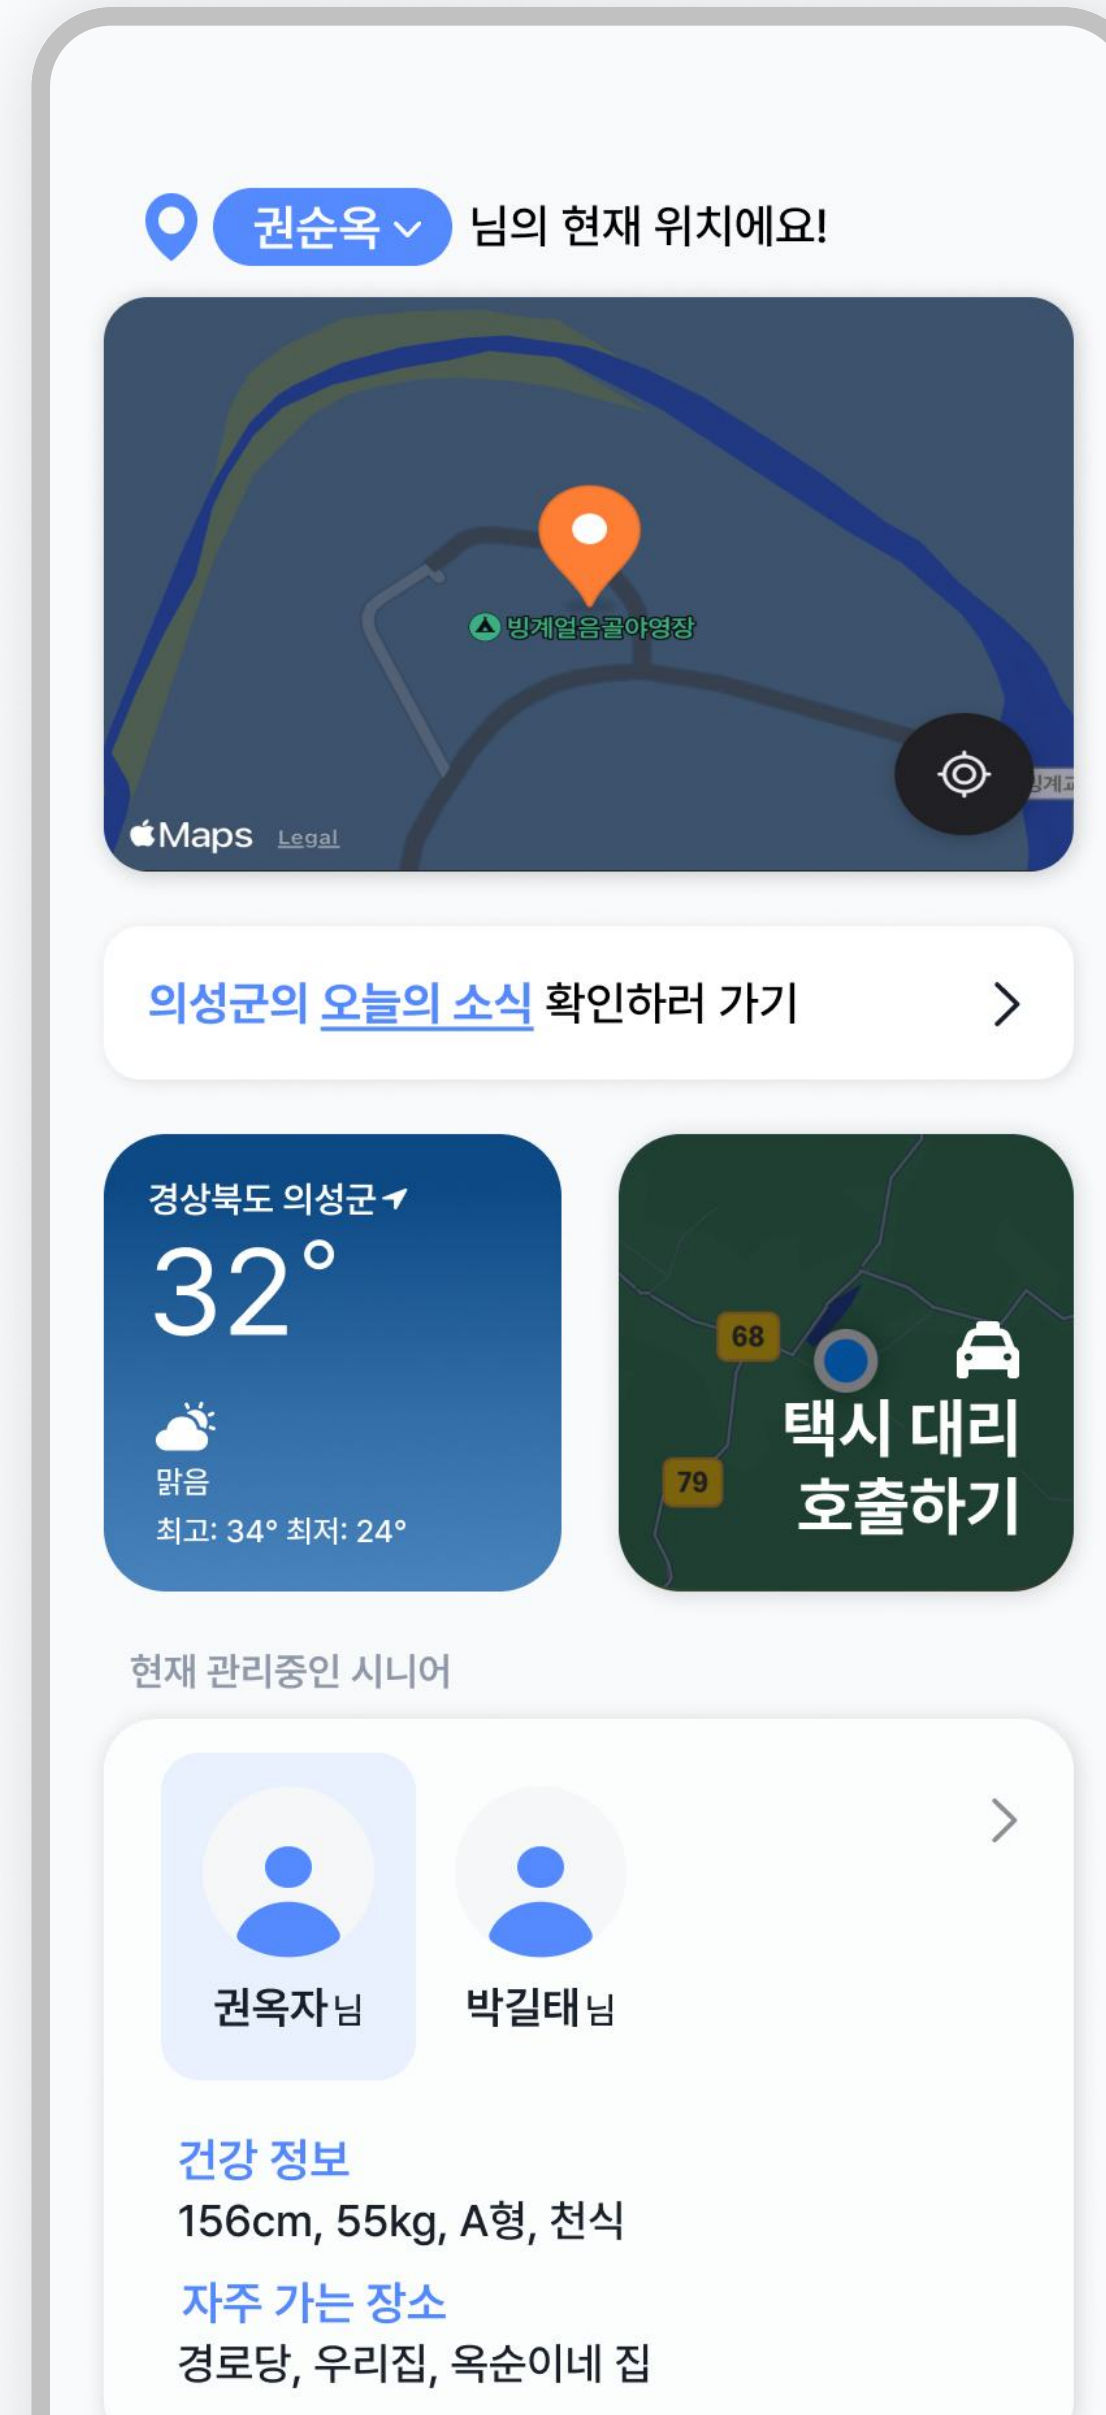 권순옥 님의 현재 위치에요!
빙계얼음골야영장
Maps Legal
의성군의 오늘의 소식 확인하러 가기
경상북도 의성군
32°
맑음
최고: 34° 최저: 24°
68
79
택시 대리
호출하기
현재 관리중인 시니어
권옥자님 박길태님
건강 정보
156cm, 55kg, A형, 천식
자주 가는 장소
경로당, 우리집, 옥순이네 집